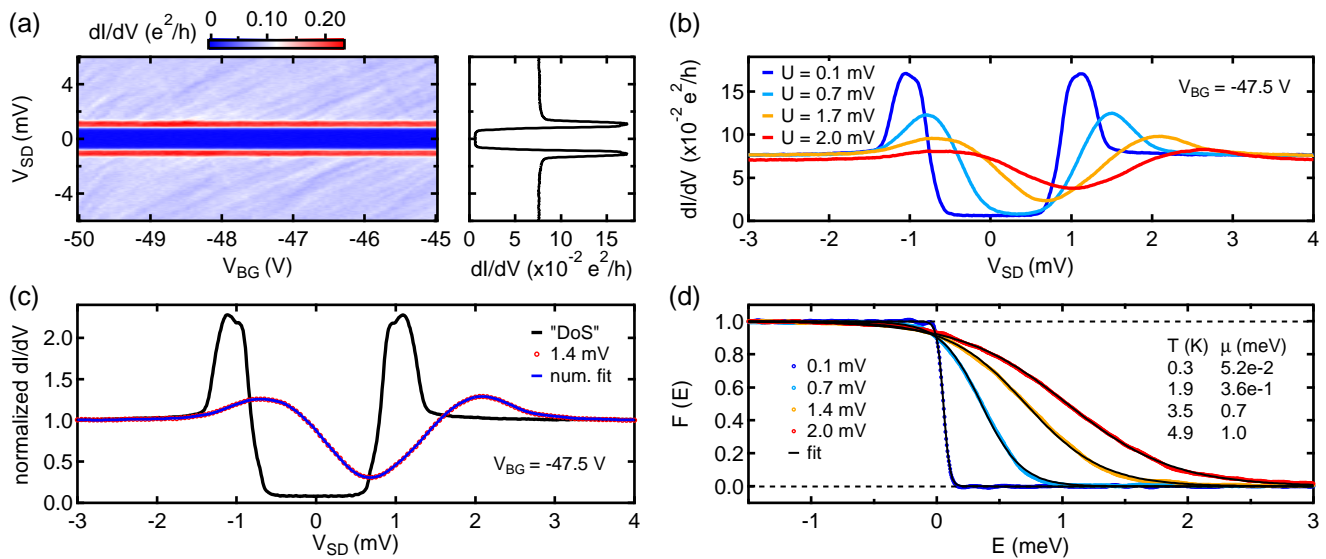 (a)
dI/dV (e²/h)
0 0.10 0.20
V_SD (mV)
4
0
-4
-50 -49 -48 -47 -46 -45
V_BG (V)
0 5 10 15
dI/dV (x10⁻² e²/h)
(b)
dI/dV (x10⁻² e²/h)
15
10
5
0
U = 0.1 mV
U = 0.7 mV
U = 1.7 mV
U = 2.0 mV
V_BG = -47.5 V
-3 -2 -1 0 1 2 3 4
V_SD (mV)
(c)
normalized dI/dV
2.0
1.5
1.0
0.5
0.0
"DoS"
1.4 mV
num. fit
V_BG = -47.5 V
-3 -2 -1 0 1 2 3 4
V_SD (mV)
(d)
F (E)
1.0
0.8
0.6
0.4
0.2
0.0
0.1 mV
0.7 mV
1.4 mV
2.0 mV
fit
T (K) μ (meV)
0.3 5.2e-2
1.9 3.6e-1
3.5 0.7
4.9 1.0
-1 0 1 2 3
E (meV)